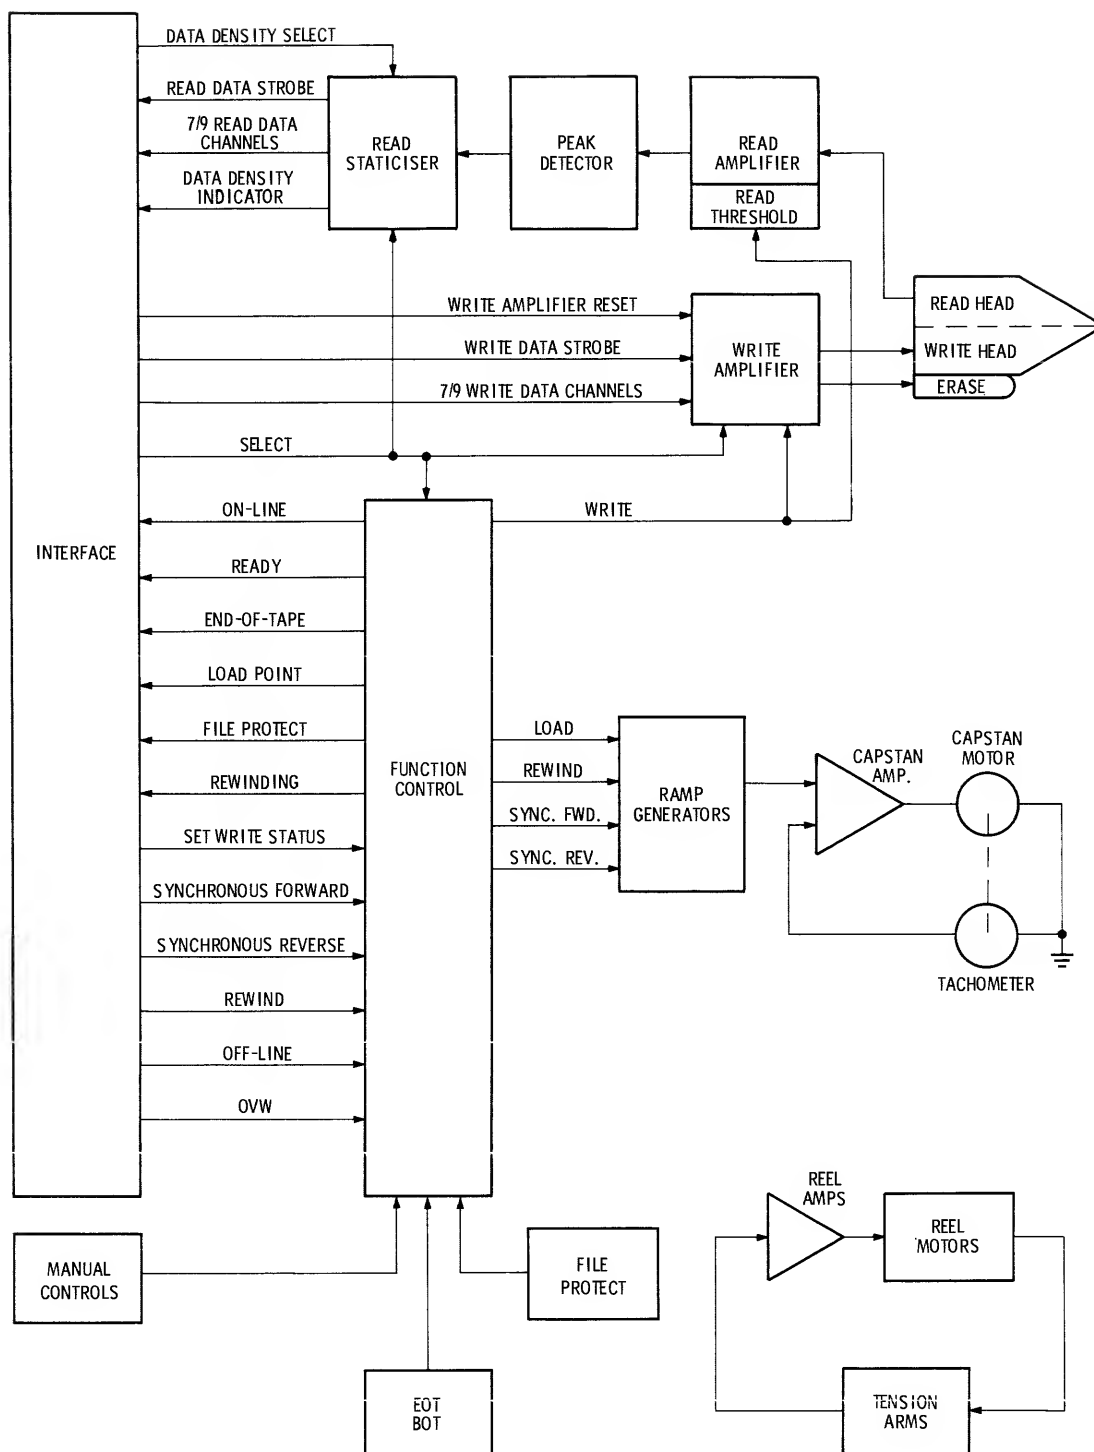 DATA DENSITY SELECT
READ DATA STROBE
7/9 READ DATA
CHANNELS
DATA DENSITY
INDICATOR
READ
STATICISER
PEAK
DETECTOR
READ
AMPLIFIER
READ
THRESHOLD
WRITE AMPLIFIER RESET
WRITE DATA STROBE
7/9 WRITE DATA CHANNELS
WRITE
AMPLIFIER
READ HEAD
WRITE HEAD
ERASE
SELECT
INTERFACE
ON-LINE
READY
END-OF-TAPE
LOAD POINT
FILE PROTECT
REWINDING
SET WRITE STATUS
SYNCHRONOUS FORWARD
SYNCHRONOUS REVERSE
REWIND
OFF-LINE
OVW
FUNCTION
CONTROL
WRITE
LOAD
REWIND
SYNC. FWD.
SYNC. REV.
RAMP
GENERATORS
CAPSTAN
AMP.
CAPSTAN
MOTOR
TACHOMETER
MANUAL
CONTROLS
EOT
BOT
FILE
PROTECT
REEL
AMPS
REEL
MOTORS
TENSION
ARMS